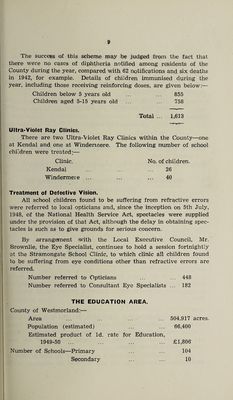 9
The success of this scheme may be judged from the fact that
there were no cases of diphtheria notified among residents of the
County during the year, compared with 62 notifications and six deaths
in 1942, for example. Details of children immunised during the
year, including those receiving reinforcing doses, are given below:—
Children below 5 years old ... ... 855
Children aged 5-15 years old ... ... 758
Total ... 1,613
Ultra-Violet Ray Clinics.
There are two Ultra-Violet Ray Clinics within the County—one
at Kendal and one at Windermere. The following number of school
children were treated:—
Clinic. No. of children.
Kendal ... ... ... 26
Windermere ... ... ... 40
Treatment of Defective Vision.
All school children found to be suffering from refractive errors
were referred to local opticians and, since the inception on 5th July,
1948, of the National Health Service Act, spectacles were supplied
under the provision of that Act, although the delay in obtaining spec-
tacles is such as to give grounds for serious concern.
By arrangement with the Local Executive Council, Mr.
Brownlie, the Eye Specialist, continues to hold a session fortnightly
at the Stramongate School Clinic, to which clinic all children found
to be suffering from eye conditions other than refractive errors are
referred.
Number referred to Opticians ... ... 448
Number referred to Consultant Eye Specialists ... 182
THE EDUCATION AREA.
County of Westmorland:—
Area ... ... ... 504,917 acres.
Population (estimated) ... ... 66,400
Estimated product of 1d. rate for Education,
1949-50 ... ... ... £1,806
Number of Schools—Primary ... ... 104
Secondary ... ... 10